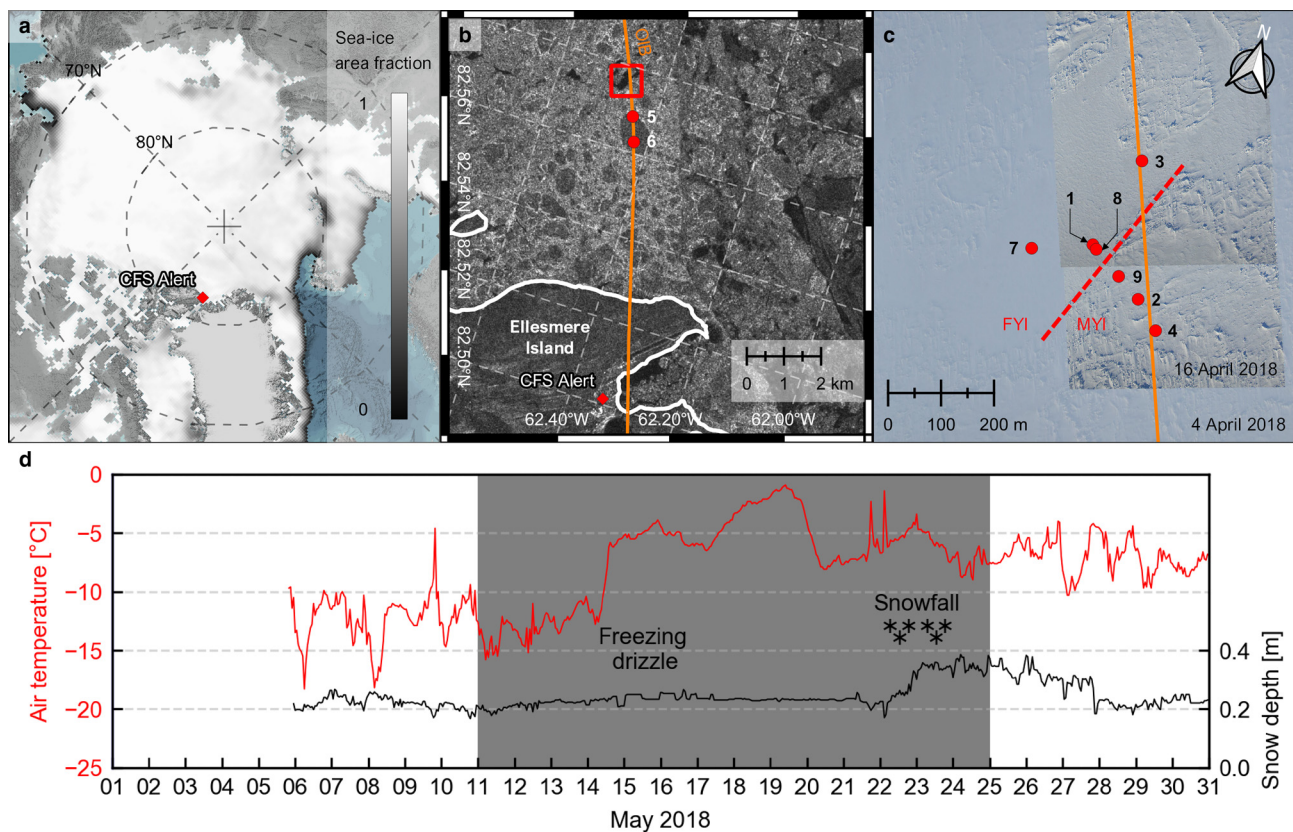 a
Sea-ice
area fraction
1
0
70°N
80°N
CFS Alert
b
OIB
5
6
82.56°N
82.54°N
82.52°N
82.50°N
Ellesmere
Island
CFS Alert
0 1 2 km
62.40°W 62.20°W 62.00°W
c
N
3
1 8
7
9
2
4
FYI MYI
16 April 2018
0 100 200 m
4 April 2018
d
Air temperature [°C]
0
−5
−10
−15
−20
−25
Freezing
drizzle
Snowfall
0.4
0.2
0.0
Snow depth [m]
01 02 03 04 05 06 07 08 09 10 11 12 13 14 15 16 17 18 19 20 21 22 23 24 25 26 27 28 29 30 31
May 2018